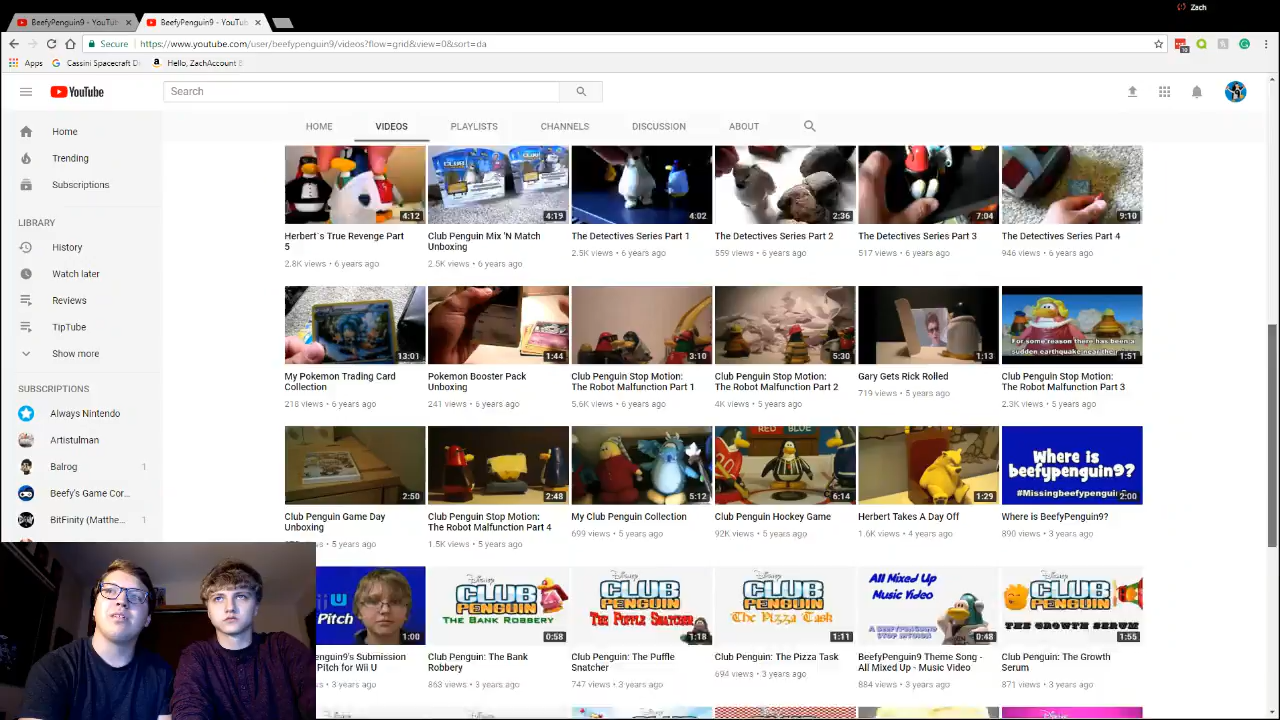 Zach
BeefyPenguin9 - YouTub
BeefyPenguin9 - YouTub
Secure
https://www.youtube.com/user/beefypenguin9/videos?flow=grid&view=0&sort=da
Apps
Cassini Spacecraft D
Hello, ZachAccount
YouTube
Search
HOME
VIDEOS
PLAYLISTS
CHANNELS
DISCUSSION
ABOUT
Home
Trending
Subscriptions
LIBRARY
History
Watch later
Reviews
TipTube
Show more
SUBSCRIPTIONS
Always Nintendo
Artistulman
Balrog 1
Beefy's Game Cor...
BitFinity (Matthe... 1
4:12
4:19
4:02
2:36
7:04
9:10
Herbert`s True Revenge Part
5
2.8K views • 6 years ago
Club Penguin Mix 'N Match
Unboxing
2.5K views • 6 years ago
The Detectives Series Part 1
2.5K views • 6 years ago
The Detectives Series Part 2
559 views • 6 years ago
The Detectives Series Part 3
517 views • 6 years ago
The Detectives Series Part 4
946 views • 6 years ago
13:01
1:44
3:10
5:30
1:13
For some reason there has been a
sudden earthquake near the
1:51
My Pokemon Trading Card
Collection
218 views • 6 years ago
Pokemon Booster Pack
Unboxing
241 views • 6 years ago
Club Penguin Stop Motion:
The Robot Malfunction Part 1
5.6K views • 6 years ago
Club Penguin Stop Motion:
The Robot Malfunction Part 2
4K views • 5 years ago
Gary Gets Rick Rolled
719 views • 5 years ago
Club Penguin Stop Motion:
The Robot Malfunction Part 3
2.3K views • 5 years ago
2:50
2:48
5:12
RED BLUE
6:14
1:29
Where is
beefypenguin9?
#Missingbeefypengui
2:00
Club Penguin Game Day
Unboxing
views • 5 years ago
Club Penguin Stop Motion:
The Robot Malfunction Part 4
1.5K views • 5 years ago
My Club Penguin Collection
699 views • 5 years ago
Club Penguin Hockey Game
92K views • 5 years ago
Herbert Takes A Day Off
1.6K views • 4 years ago
Where is BeefyPenguin9?
890 views • 3 years ago
ii U
Pitch
1:00
Disney
CLUB
PENGUIN
THE BANK ROBBERY
0:58
Disney
CLUB
PENGUIN
THE PUFFLE SNATCHER
1:18
Disney
CLUB
PENGUIN
The Pizza Task
1:11
All Mixed Up
Music Video
A BEEFYPENGUIN9
STOP MOTION
0:48
Disney
CLUB
PENGUIN
THE GROWTH SERUM
1:55
enguin9's Submission
Pitch for Wii U
views • 3 years ago
Club Penguin: The Bank
Robbery
863 views • 3 years ago
Club Penguin: The Puffle
Snatcher
747 views • 3 years ago
Club Penguin: The Pizza Task
694 views • 3 years ago
BeefyPenguin9 Theme Song -
All Mixed Up - Music Video
884 views • 3 years ago
Club Penguin: The Growth
Serum
871 views • 3 years ago